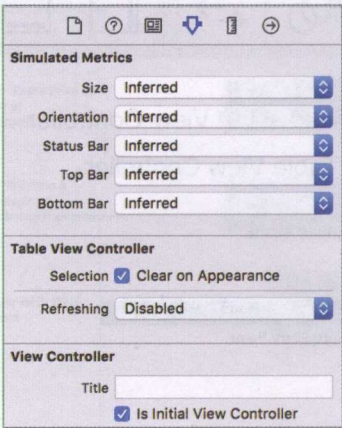 Simulated Metrics
Size Inferred
Orientation Inferred
Status Bar Inferred
Top Bar Inferred
Bottom Bar Inferred
Table View Controller
Selection Clear on Appearance
Refreshing Disabled
View Controller
Title
Is Initial View Controller